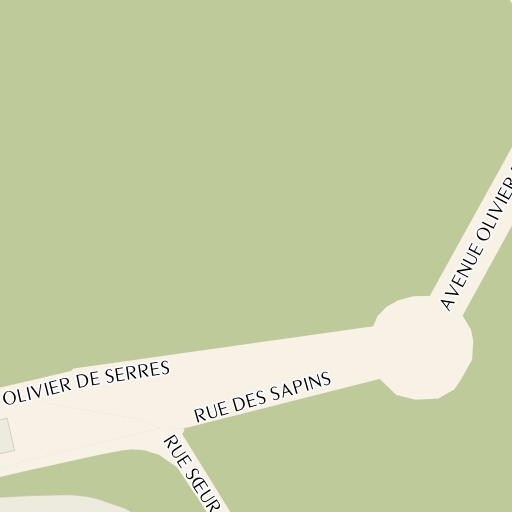 AVENUE OLIVIER
OLIVIER DE SERRES
RUE DES SAPINS
RUE SŒUR